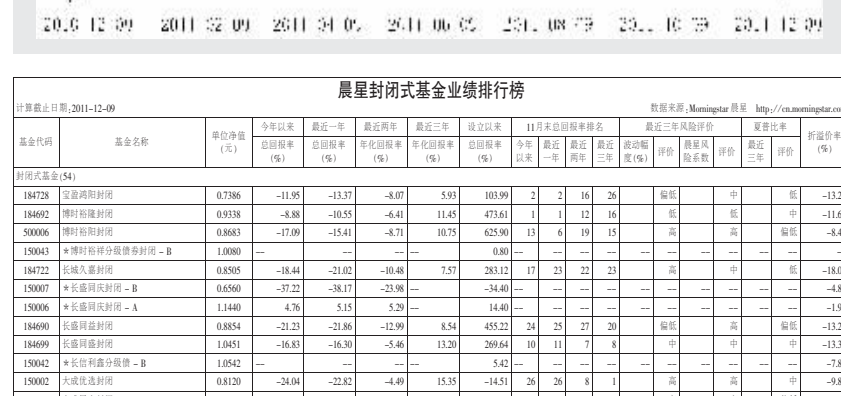 2010 12 09 2011 02 09 2011 04 09 2011 06 09 2011 08 09 2011 10 09 2011 12 09
晨星封闭式基金业绩排行榜
计算截止日期:2011-12-09 数据来源:Morningstar 晨星 http://cn.morningstar.co
基金代码 基金名称 单位净值(元) 今年以来 最近一年 最近两年 最近三年 设立以来 11月末总回报率排名 最近三年风险评价 夏普比率 折溢价率(%)
总回报率(%) 总回报率(%) 年化回报率(%) 年化回报率(%) 总回报率(%) 今年以来 最近一年 最近两年 最近三年 波动幅度(%) 评价 晨星风险系数 评价 最近三年 评价
封闭式基金(54)
184728 宝盈鸿阳封闭 0.7386 -11.95 -13.37 -8.07 5.93 103.99 2 2 16 26 偏低 中 低 -13.2
184692 博时裕隆封闭 0.9338 -8.88 -10.55 -6.41 11.45 473.61 1 1 12 16 低 低 中 -11.6
500006 博时裕阳封闭 0.8683 -17.09 -15.41 -8.71 10.75 625.90 13 6 19 15 高 高 偏低 -8.4
150043 *博时裕祥分级债券封闭 - B 1.0080 -- -- -- -- 0.80 -- -- -- -- -- -- -- -- -- -- -
184722 长城久嘉封闭 0.8505 -18.44 -21.02 -10.48 7.57 283.12 17 23 22 23 高 中 低 -18.0
150007 *长盛同庆封闭 - B 0.6560 -37.22 -38.17 -23.98 -- -34.40 -- -- -- -- -- -- -- -- -- -- -4.8
150006 *长盛同庆封闭 - A 1.1440 4.76 5.15 5.29 -- 14.40 -- -- -- -- -- -- -- -- -- -- -1.9
184690 长盛同益封闭 0.8854 -21.23 -21.86 -12.99 8.54 455.22 24 25 27 20 偏低 高 偏低 -13.2
184699 长盛同盛封闭 1.0451 -16.83 -16.30 -5.46 13.20 269.64 10 11 7 8 中 中 中 -13.3
150042 *长信利鑫分级债 - B 1.0542 -- -- -- -- 5.42 -- -- -- -- -- -- -- -- -- -- -7.8
150002 大成优选封闭 0.8120 -24.04 -22.82 -4.49 15.35 -14.51 26 26 8 1 高 高 中 -9.8